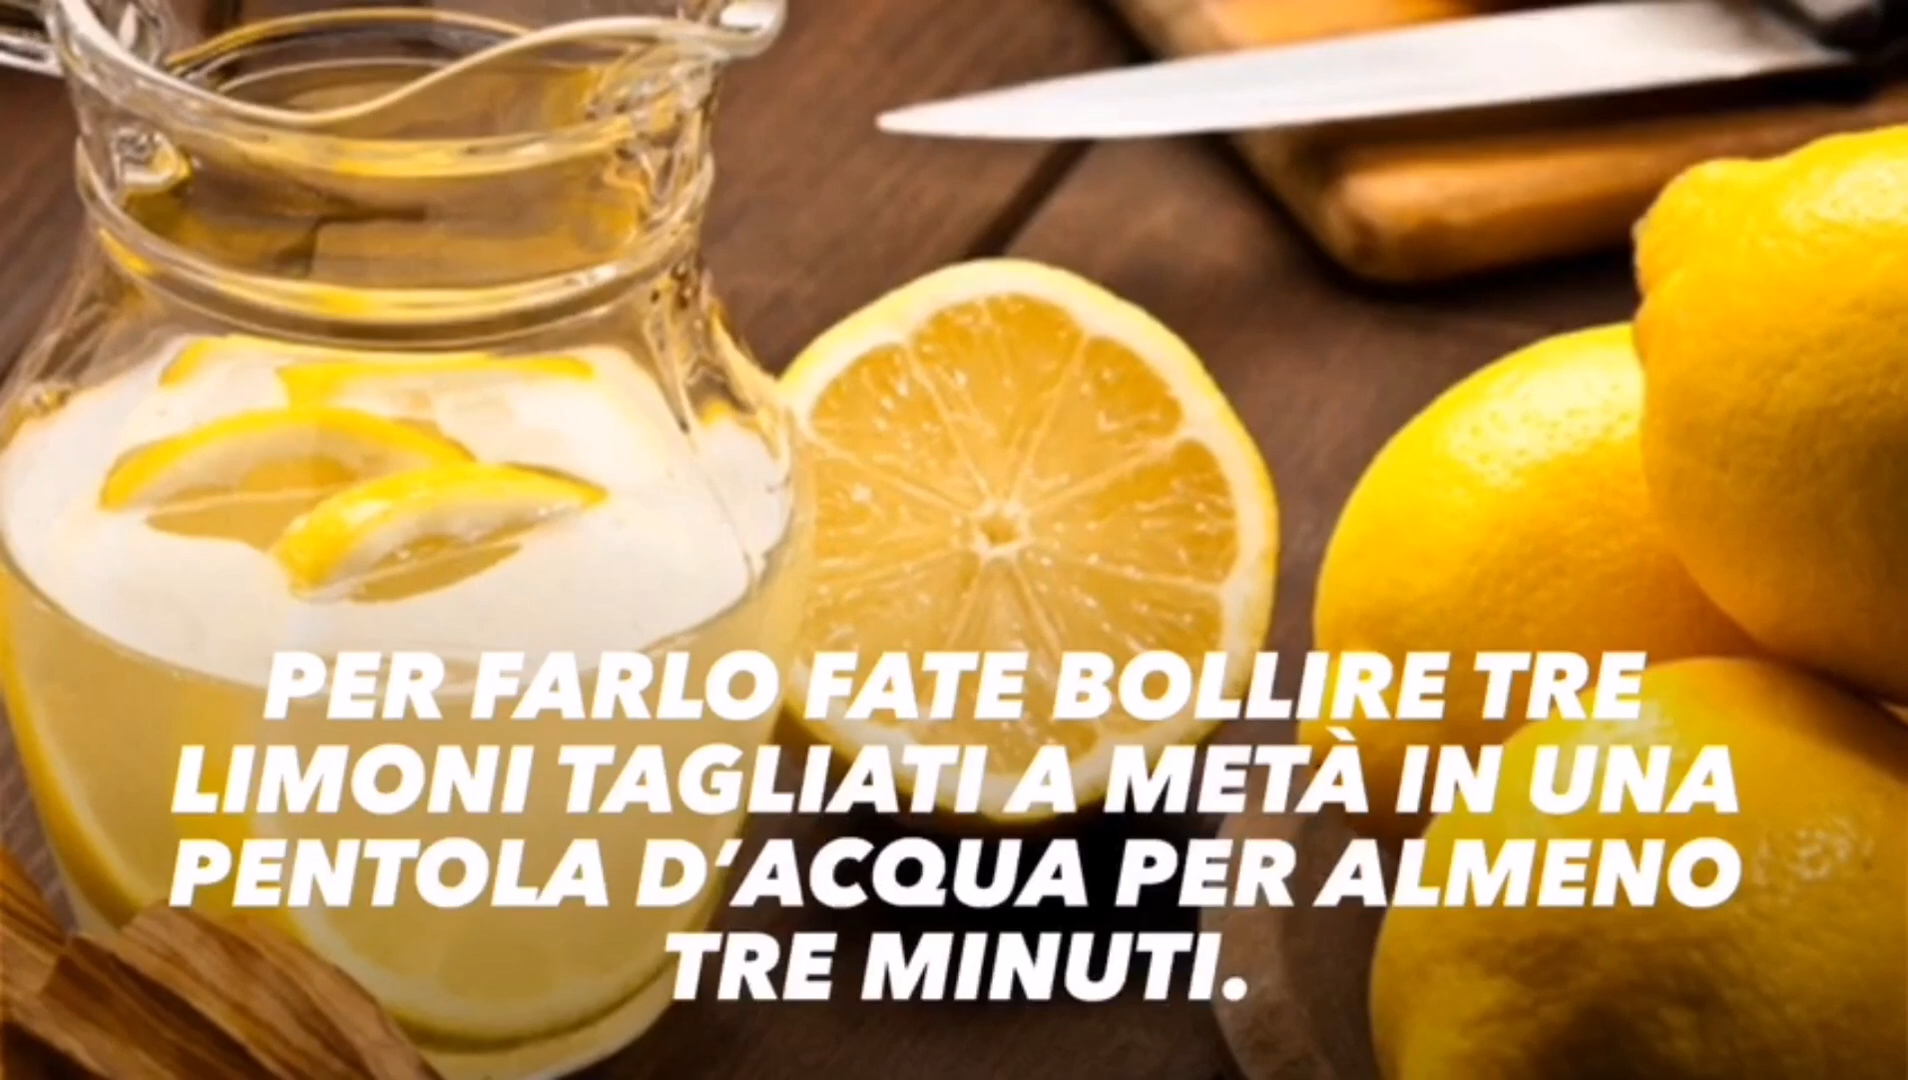 PER FARLO FATE BOLLIRE TRE
LIMONI TAGLIATI A METÀ IN UNA
PENTOLA D'ACQUA PER ALMENO
TRE MINUTI.